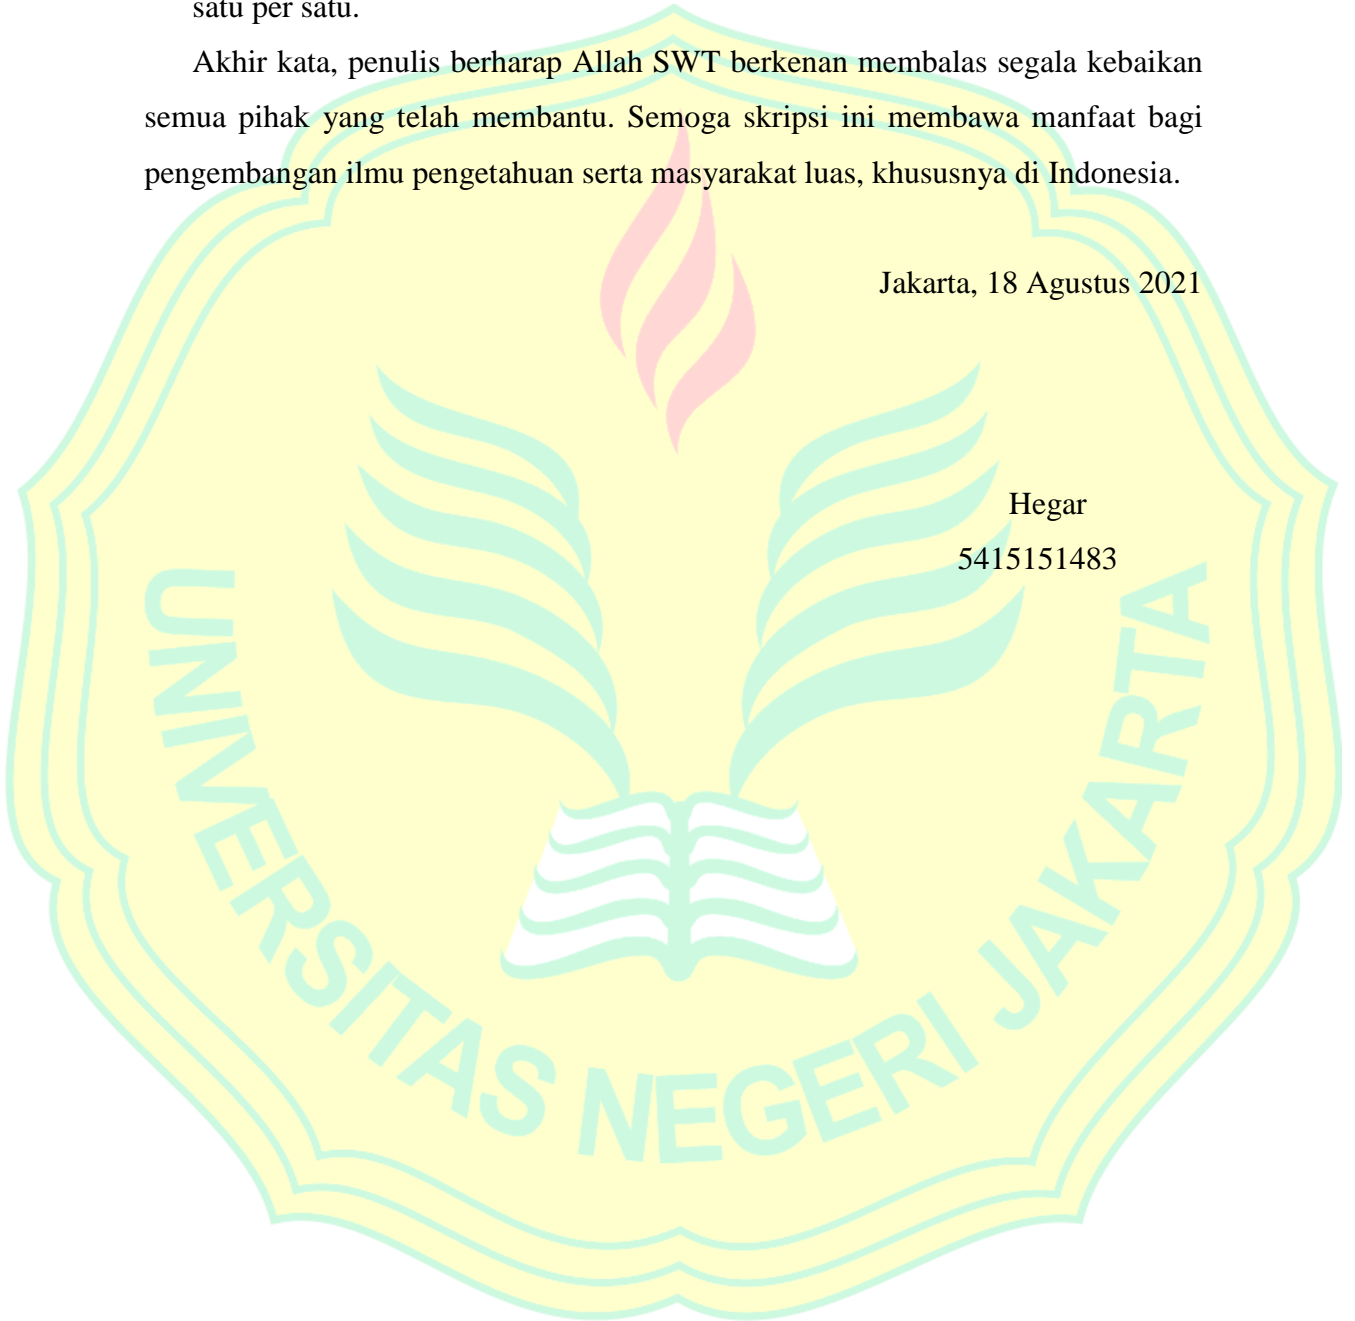 satu per satu.
Akhir kata, penulis berharap Allah SWT berkenan membalas segala kebaikan
semua pihak yang telah membantu. Semoga skripsi ini membawa manfaat bagi
pengembangan ilmu pengetahuan serta masyarakat luas, khususnya di Indonesia.
Jakarta, 18 Agustus 2021
Hegar
5415151483
UNIVERSITAS NEGERI JAKARTA